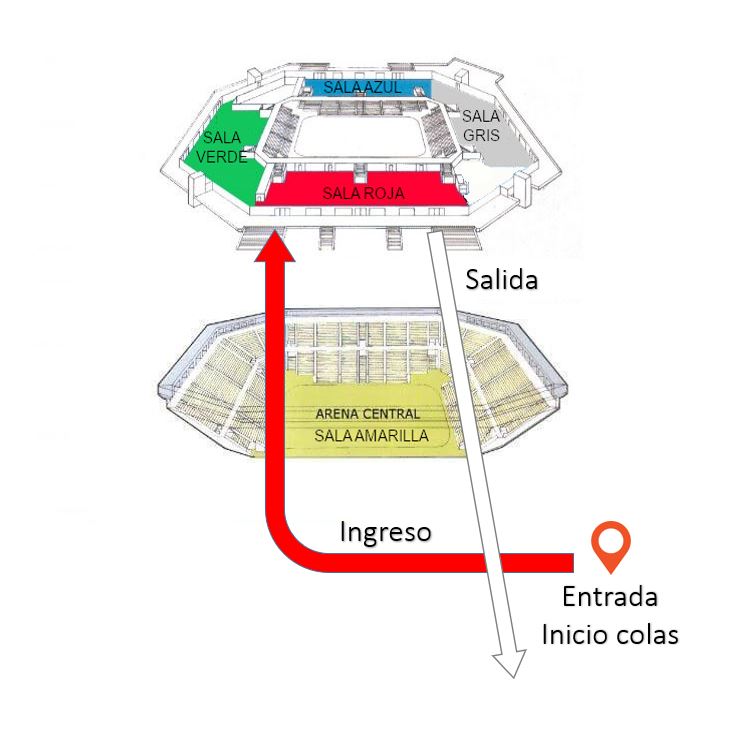 SALA AZUL
SALA
GRIS
SALA
VERDE
SALA ROJA
Salida
ARENA CENTRAL
SALA AMARILLA
Ingreso
Entrada
Inicio colas